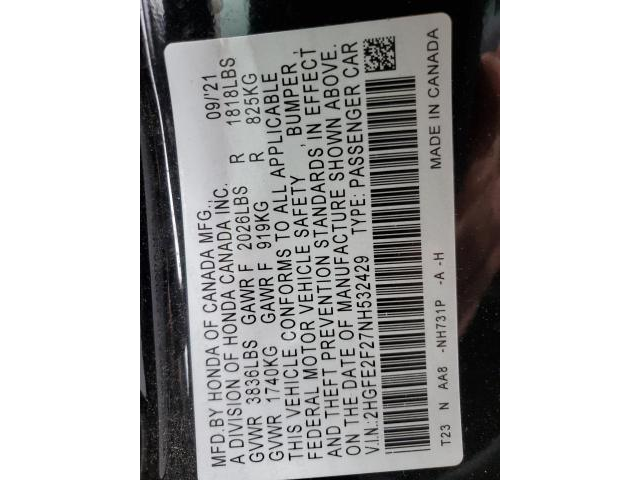 MFD.BY HONDA OF CANADA MFG., 09/'21
A DIVISION OF HONDA CANADA INC.
GVWR 3836LBS GAWR F 2026LBS R 1818LBS
GVWR 1740KG GAWR F 919KG R 825KG
THIS VEHICLE CONFORMS TO ALL APPLICABLE
FEDERAL MOTOR VEHICLE SAFETY , BUMPER ,
AND THEFT PREVENTION STANDARDS IN EFFECT
ON THE DATE OF MANUFACTURE SHOWN ABOVE.
V.I.N.:2HGFE2F27NH532429 TYPE: PASSENGER CAR
T23 N AA8 -NH731P -A -H MADE IN CANADA